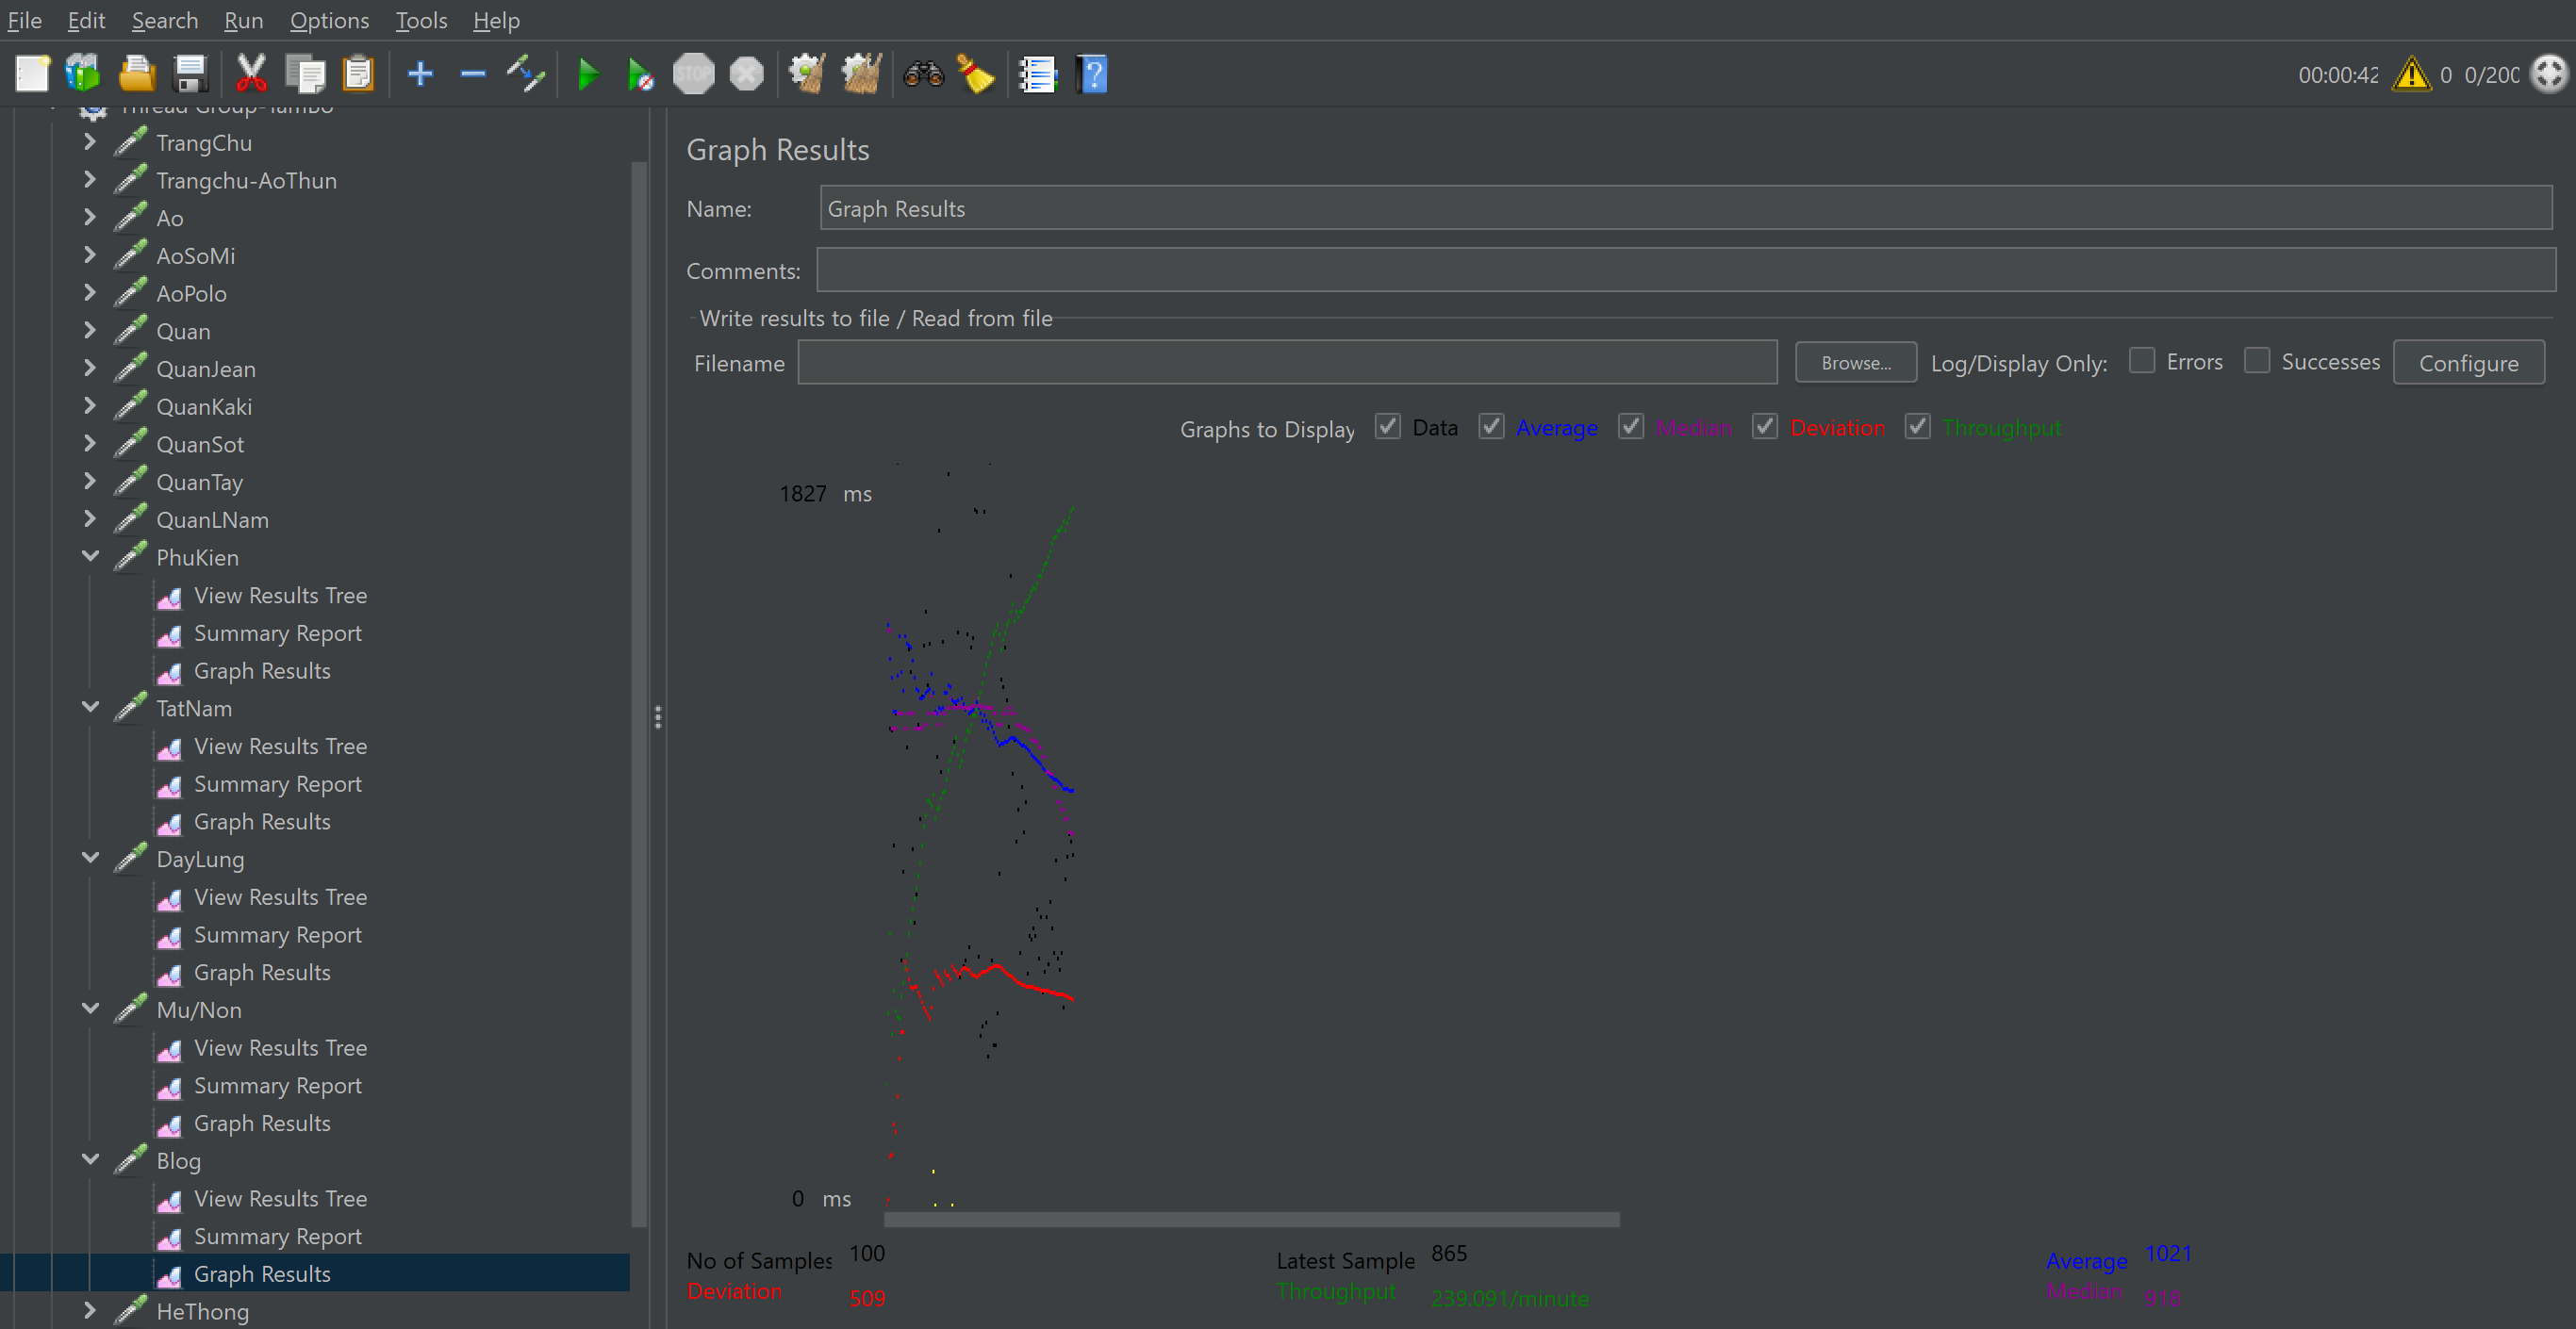 File Edit Search Run Options Tools Help
STOP
00:00:42 0 0/200
Thread Group-TamBo
TrangChu
Trangchu-AoThun
Ao
AoSoMi
AoPolo
Quan
QuanJean
QuanKaki
QuanSot
QuanTay
QuanLNam
PhuKien
View Results Tree
Summary Report
Graph Results
TatNam
View Results Tree
Summary Report
Graph Results
DayLung
View Results Tree
Summary Report
Graph Results
Mu/Non
View Results Tree
Summary Report
Graph Results
Blog
View Results Tree
Summary Report
Graph Results
HeThong
Graph Results
Name: Graph Results
Comments:
Write results to file / Read from file
Filename Browse... Log/Display Only: Errors Successes Configure
Graphs to Display Data Average Median Deviation Throughput
1827 ms
0 ms
No of Samples 100 Latest Sample 865 Average 1021
Deviation 509 Throughput 239.091/minute Median 918